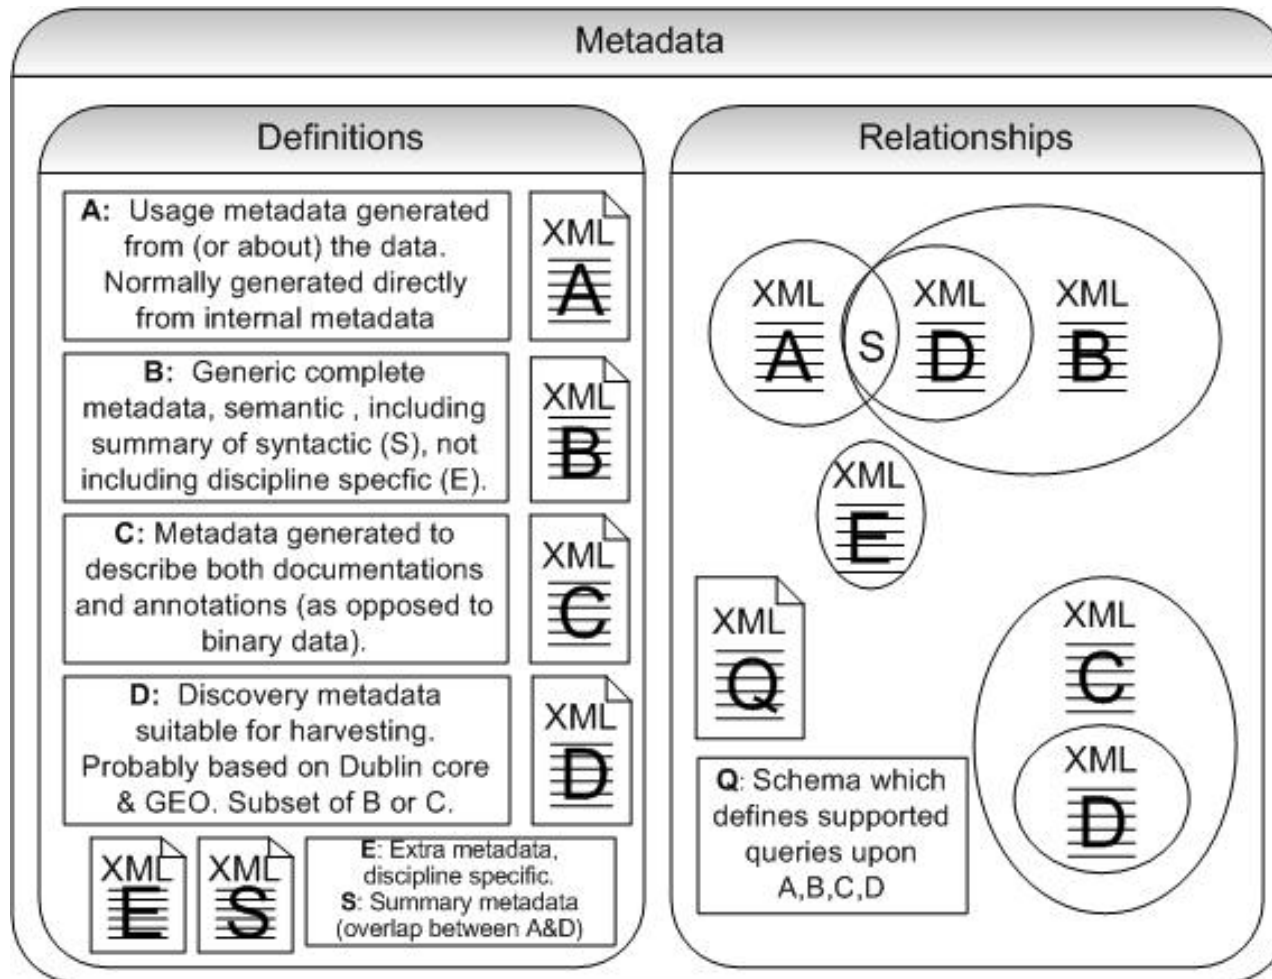 Metadata
Definitions
A: Usage metadata generated
from (or about) the data.
Normally generated directly
from internal metadata
XML
A
B: Generic complete
metadata, semantic , including
summary of syntactic (S), not
including discipline specfic (E).
XML
B
C: Metadata generated to
describe both documentations
and annotations (as opposed to
binary data).
XML
C
D: Discovery metadata
suitable for harvesting.
Probably based on Dublin core
& GEO. Subset of B or C.
XML
D
XML
E
XML
S
E: Extra metadata,
discipline specific.
S: Summary metadata
(overlap between A&D)
Relationships
XML
A
S
XML
D
XML
B
XML
E
XML
Q
Q: Schema which
defines supported
queries upon
A,B,C,D
XML
C
XML
D